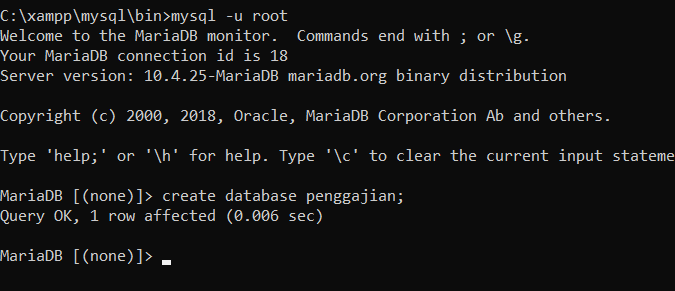 C:\xampp\mysql\bin>mysql -u root
Welcome to the MariaDB monitor.  Commands end with ; or \g.
Your MariaDB connection id is 18
Server version: 10.4.25-MariaDB mariadb.org binary distribution
Copyright (c) 2000, 2018, Oracle, MariaDB Corporation Ab and others.
Type 'help;' or '\h' for help. Type '\c' to clear the current input stateme
MariaDB [(none)]> create database penggajian;
Query OK, 1 row affected (0.006 sec)
MariaDB [(none)]> _